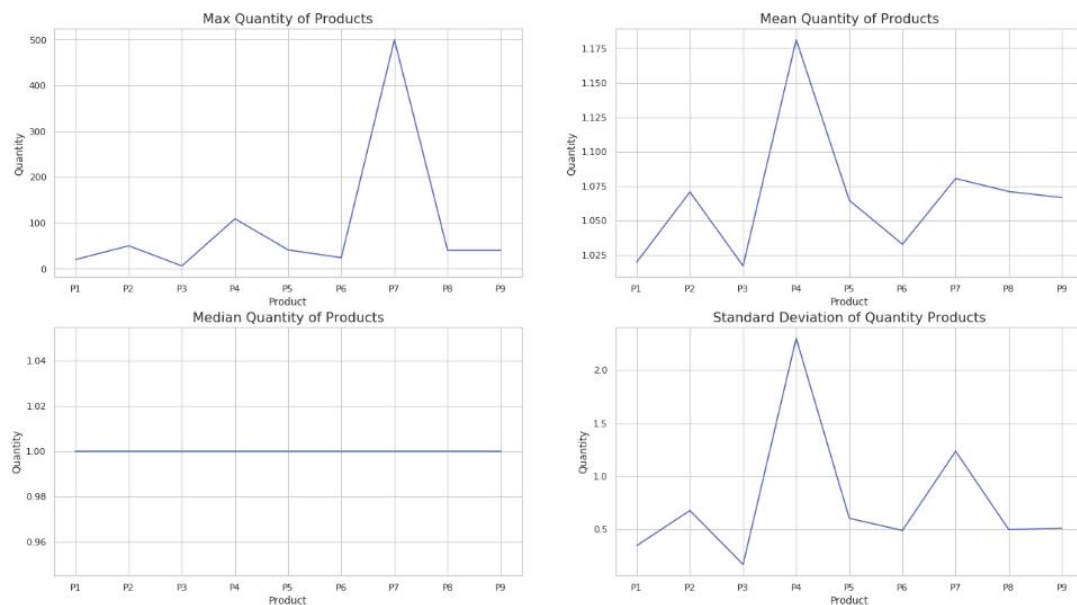 Max Quantity of Products
500
400
300
200
100
0
Quantity
P1 P2 P3 P4 P5 P6 P7 P8 P9
Product
Mean Quantity of Products
1.175
1.150
1.125
1.100
1.075
1.050
1.025
Quantity
P1 P2 P3 P4 P5 P6 P7 P8 P9
Product
Median Quantity of Products
1.04
1.02
1.00
0.98
0.96
Quantity
P1 P2 P3 P4 P5 P6 P7 P8 P9
Product
Standard Deviation of Quantity Products
2.0
1.5
1.0
0.5
Quantity
P1 P2 P3 P4 P5 P6 P7 P8 P9
Product